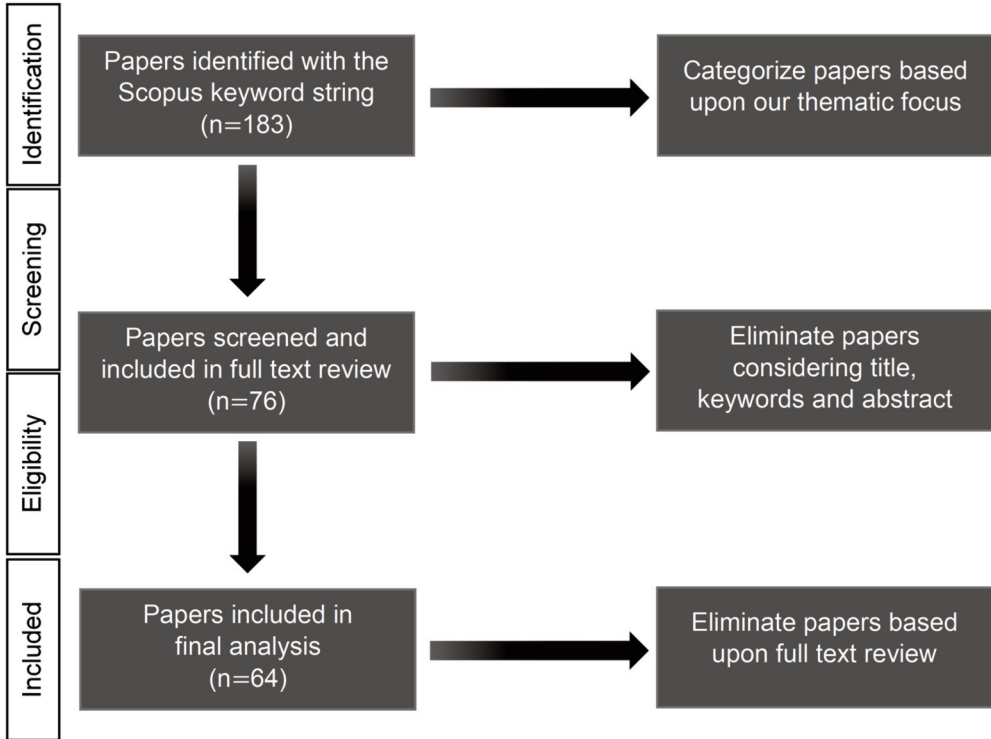 Identification
Papers identified with the
Scopus keyword string
(n=183)
Categorize papers based
upon our thematic focus
Screening
Papers screened and
included in full text review
(n=76)
Eliminate papers
considering title,
keywords and abstract
Eligibility
Included
Papers included in
final analysis
(n=64)
Eliminate papers based
upon full text review